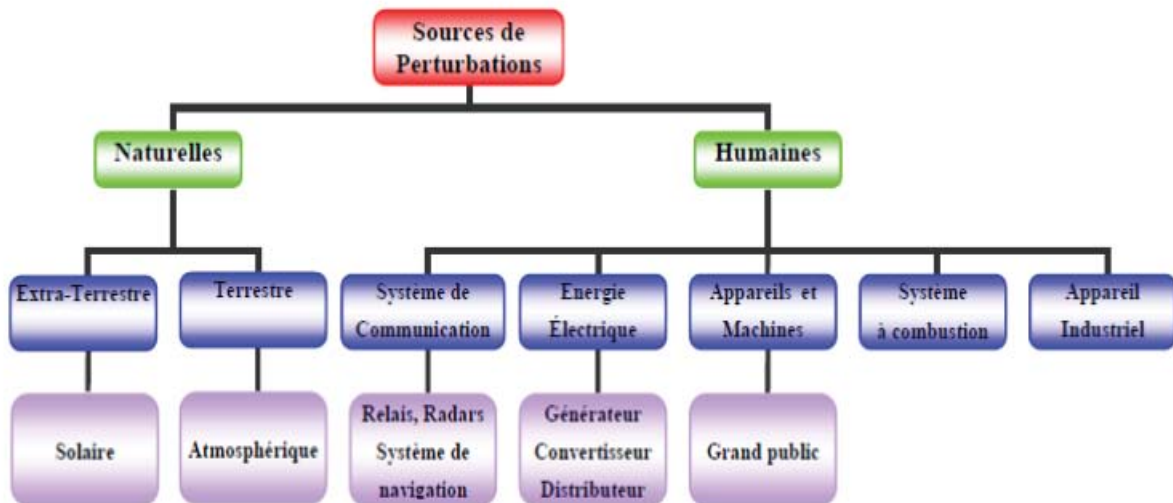 Sources de
Perturbations
Naturelles
Humaines
Extra-Terrestre
Terrestre
Système de
Communication
Energie
Électrique
Appareils et
Machines
Système
à combustion
Appareil
Industriel
Solaire
Atmosphérique
Relais, Radars
Système de
navigation
Générateur
Convertisseur
Distributeur
Grand public